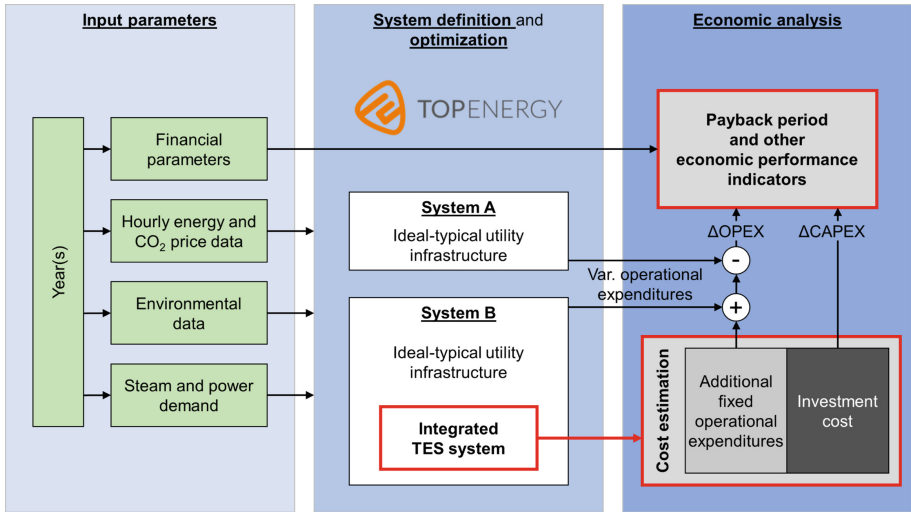 Input parameters
Year(s)
Financial
parameters
Hourly energy and
CO₂ price data
Environmental
data
Steam and power
demand
System definition and
optimization
TOPENERGY
System A
Ideal-typical utility
infrastructure
System B
Ideal-typical utility
infrastructure
Integrated
TES system
Var. operational
expenditures
Economic analysis
Payback period
and other
economic performance
indicators
ΔOPEX
ΔCAPEX
-
+
Cost estimation
Additional
fixed
operational
expenditures
Investment
cost